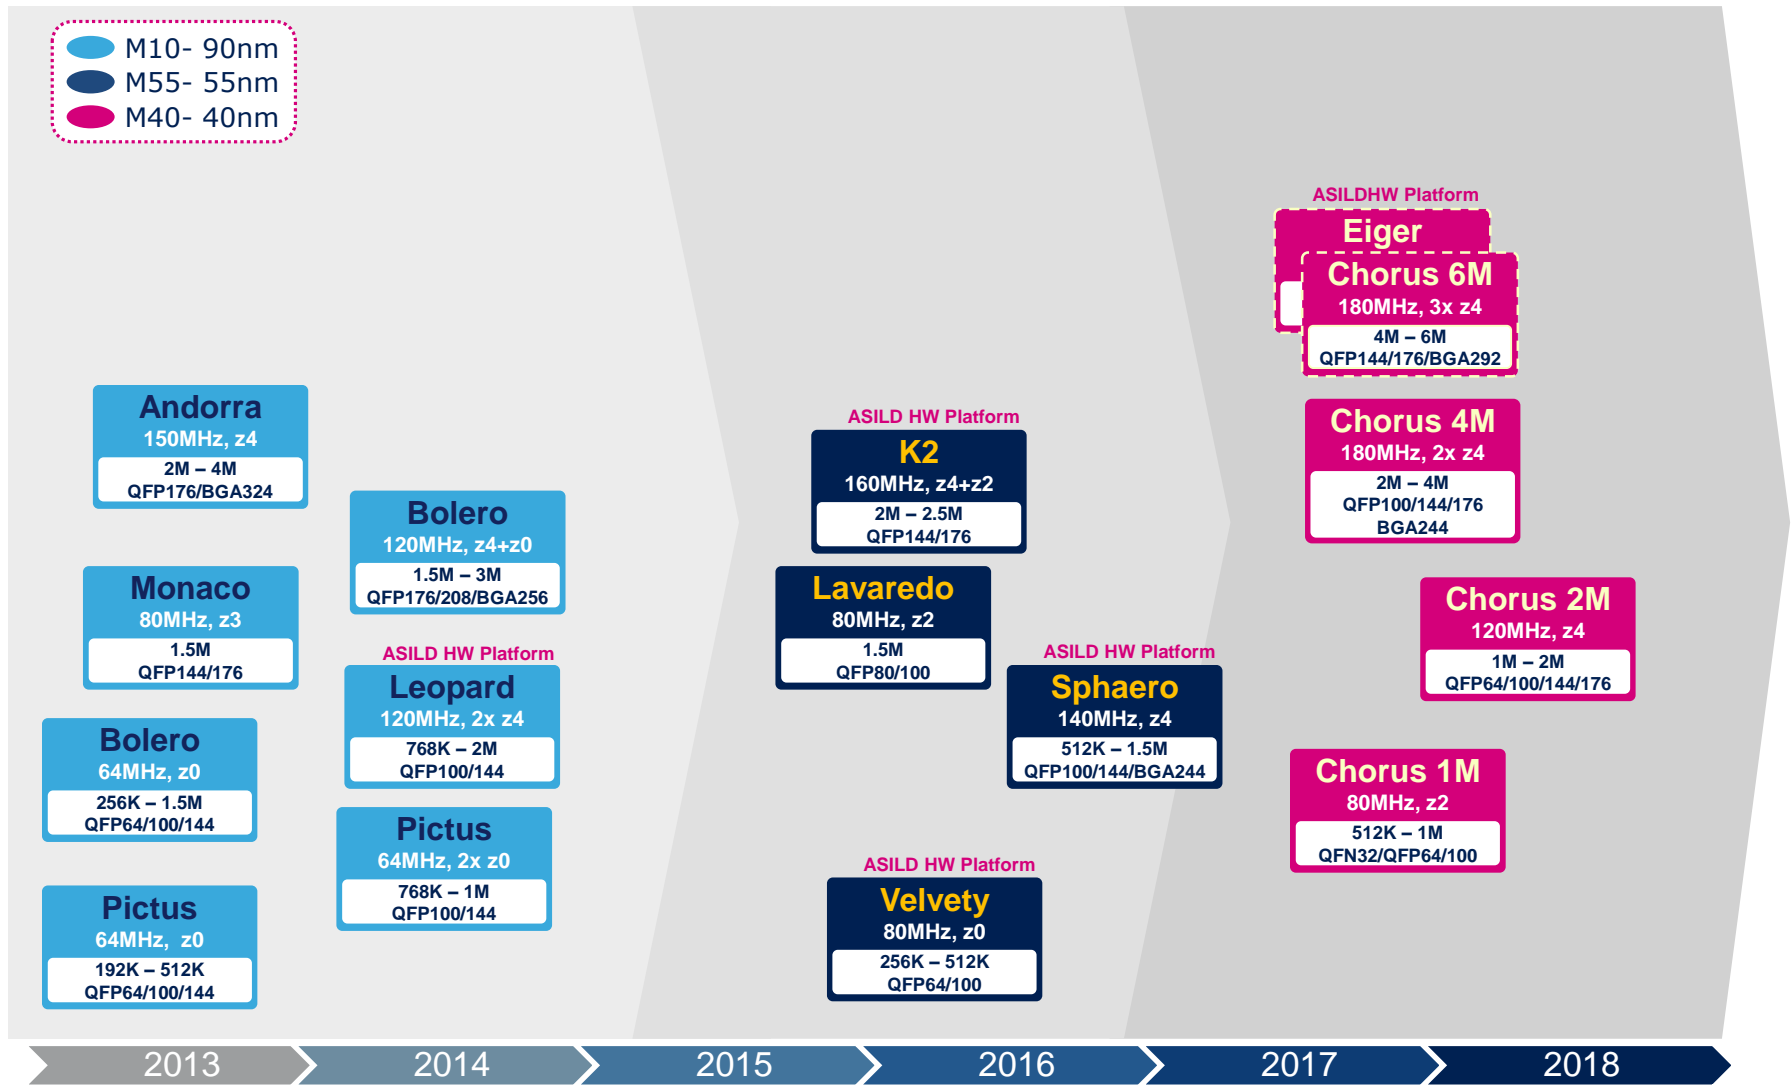 M10- 90nm
M55- 55nm
M40- 40nm
Andorra
150MHz, z4
2M – 4M
QFP176/BGA324
Monaco
80MHz, z3
1.5M
QFP144/176
Bolero
64MHz, z0
256K – 1.5M
QFP64/100/144
Pictus
64MHz, z0
192K – 512K
QFP64/100/144
Bolero
120MHz, z4+z0
1.5M – 3M
QFP176/208/BGA256
ASILD HW Platform
Leopard
120MHz, 2x z4
768K – 2M
QFP100/144
Pictus
64MHz, 2x z0
768K – 1M
QFP100/144
ASILD HW Platform
K2
160MHz, z4+z2
2M – 2.5M
QFP144/176
Lavaredo
80MHz, z2
1.5M
QFP80/100
ASILD HW Platform
Sphaero
140MHz, z4
512K – 1.5M
QFP100/144/BGA244
ASILD HW Platform
Velvety
80MHz, z0
256K – 512K
QFP64/100
ASILDHW Platform
Eiger
Chorus 6M
180MHz, 3x z4
4M – 6M
QFP144/176/BGA292
Chorus 4M
180MHz, 2x z4
2M – 4M
QFP100/144/176
BGA244
Chorus 2M
120MHz, z4
1M – 2M
QFP64/100/144/176
Chorus 1M
80MHz, z2
512K – 1M
QFN32/QFP64/100
2013
2014
2015
2016
2017
2018